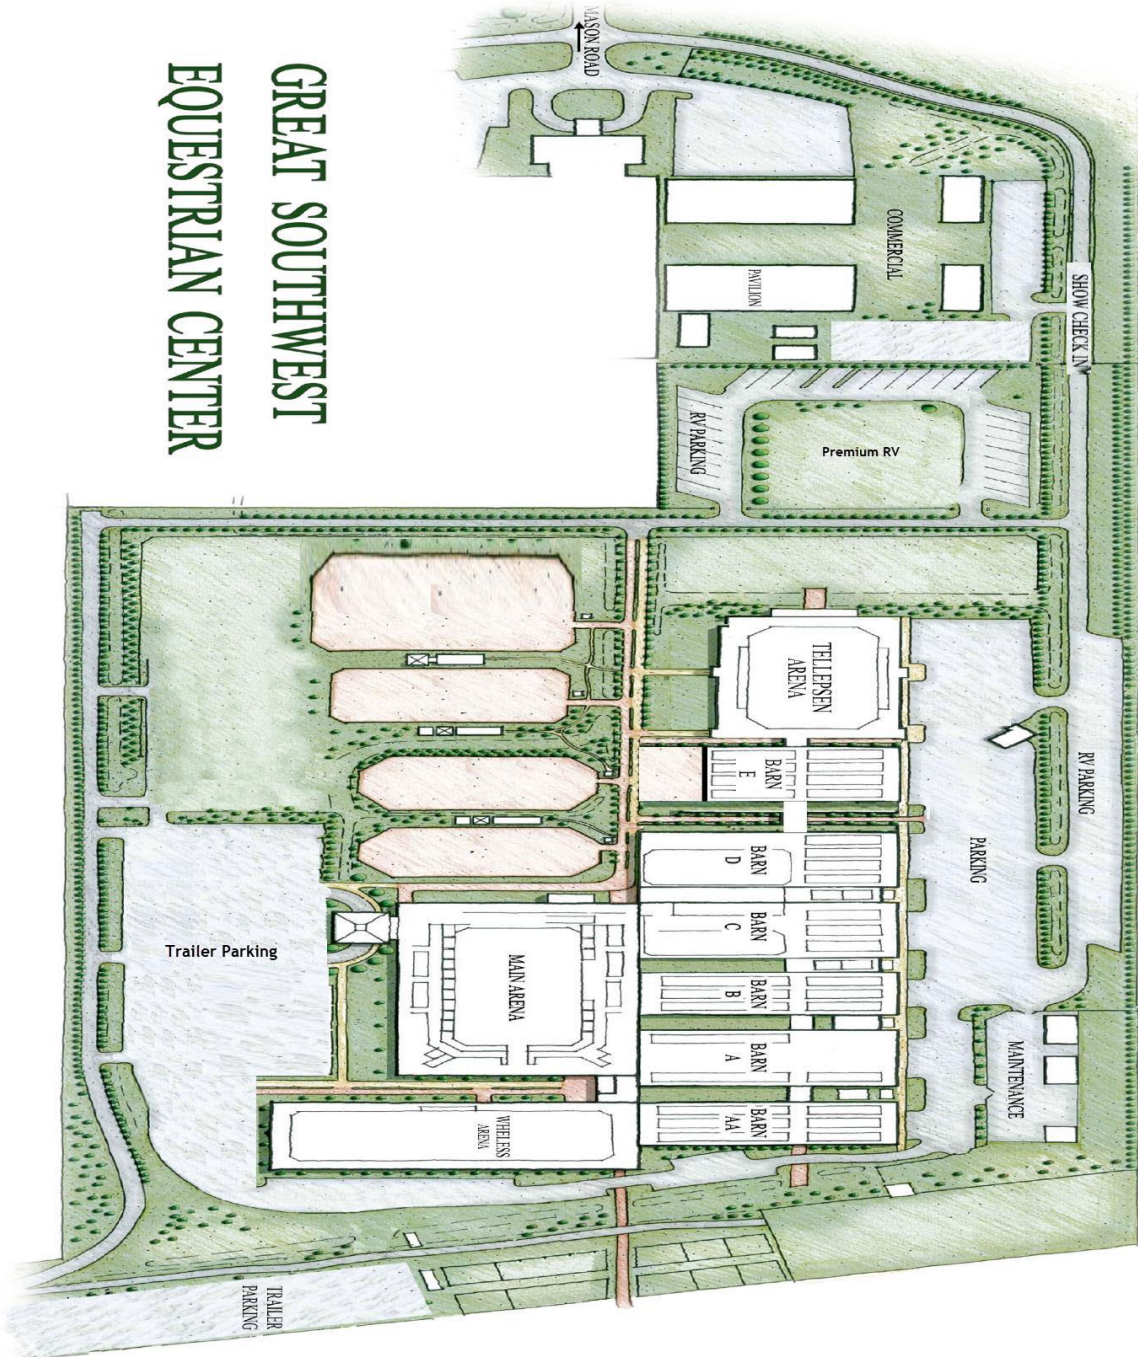 GREAT SOUTHWEST
EQUESTRIAN CENTER
MASON ROAD
COMMERCIAL
PAVILION
SHOW CHECK IN
RV PARKING
Premium RV
TELLEPSEN
ARENA
RV PARKING
BARN
E
PARKING
BARN
D
BARN
C
BARN
B
BARN
A
BARN
AA
MAINTENANCE
MAIN ARENA
Trailer Parking
WHELESS
ARENA
TRAILER
PARKING